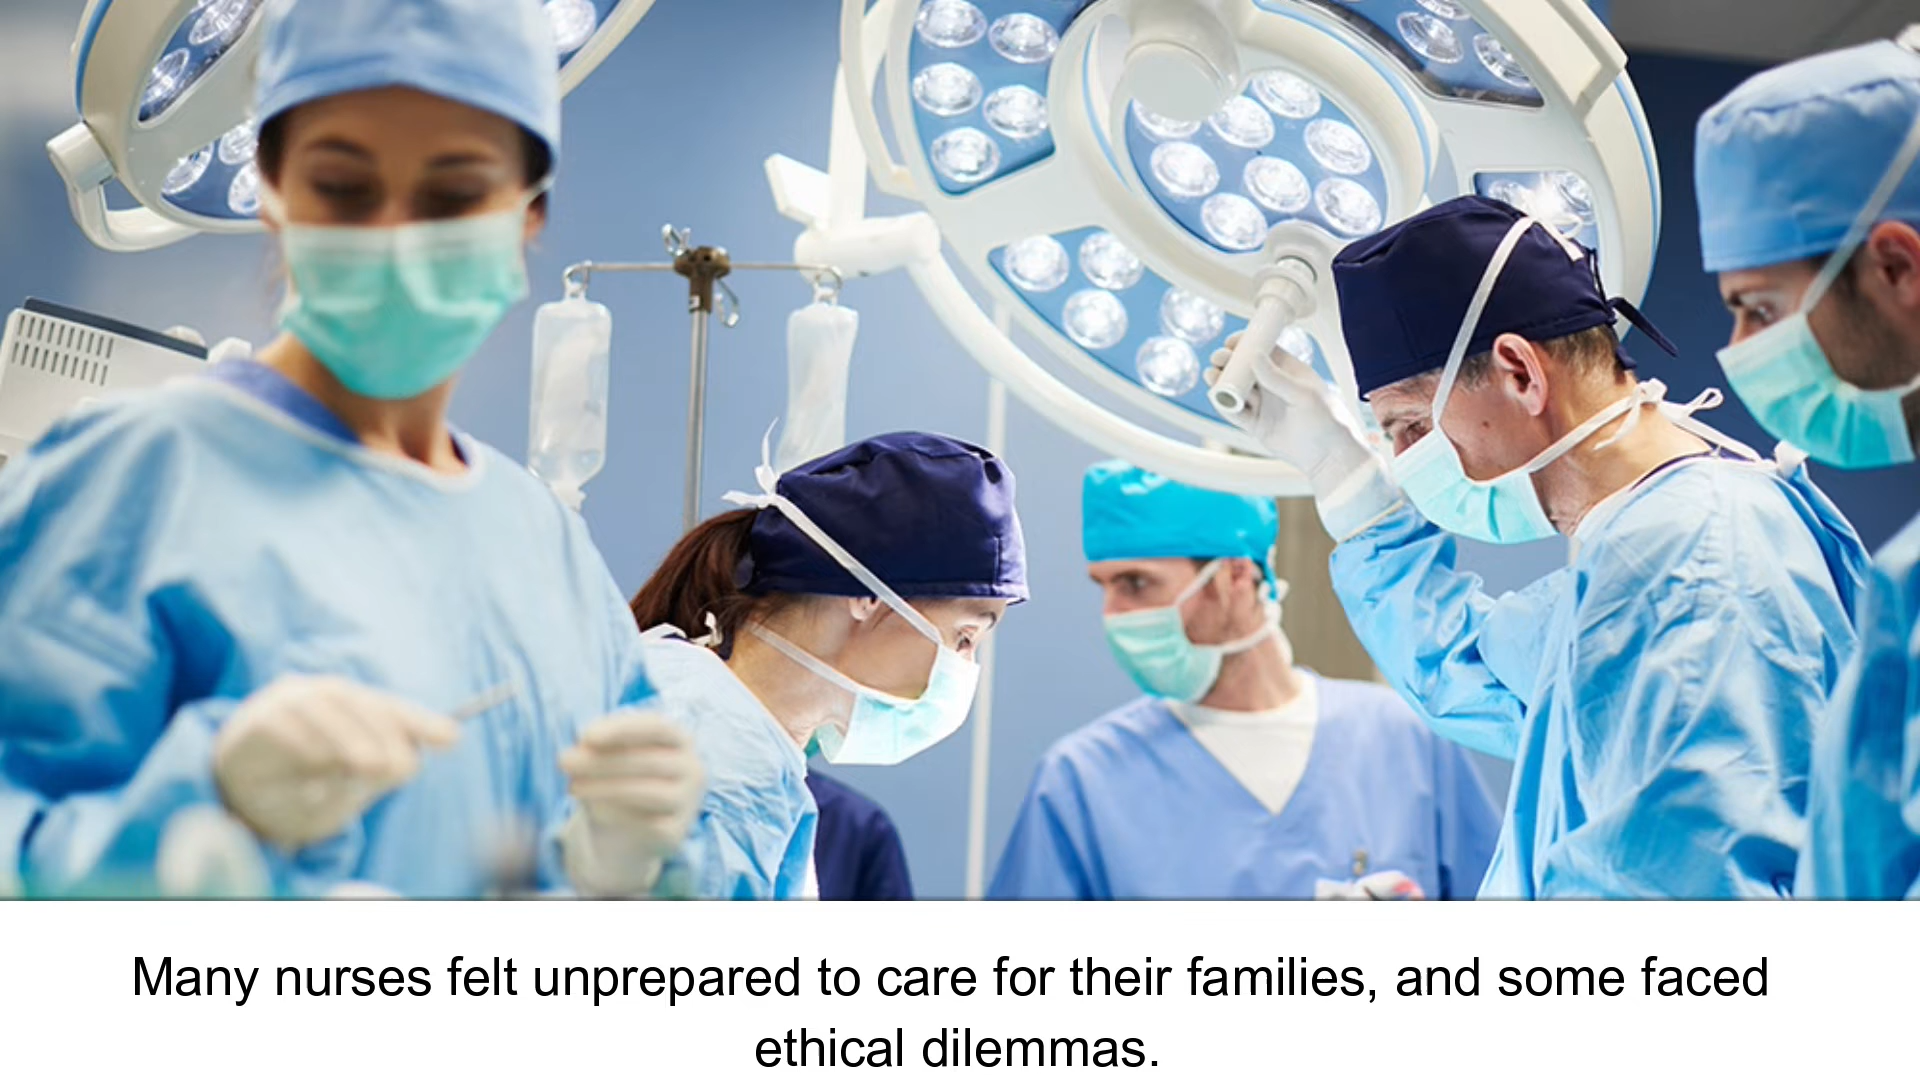 Many nurses felt unprepared to care for their families, and some faced
ethical dilemmas.